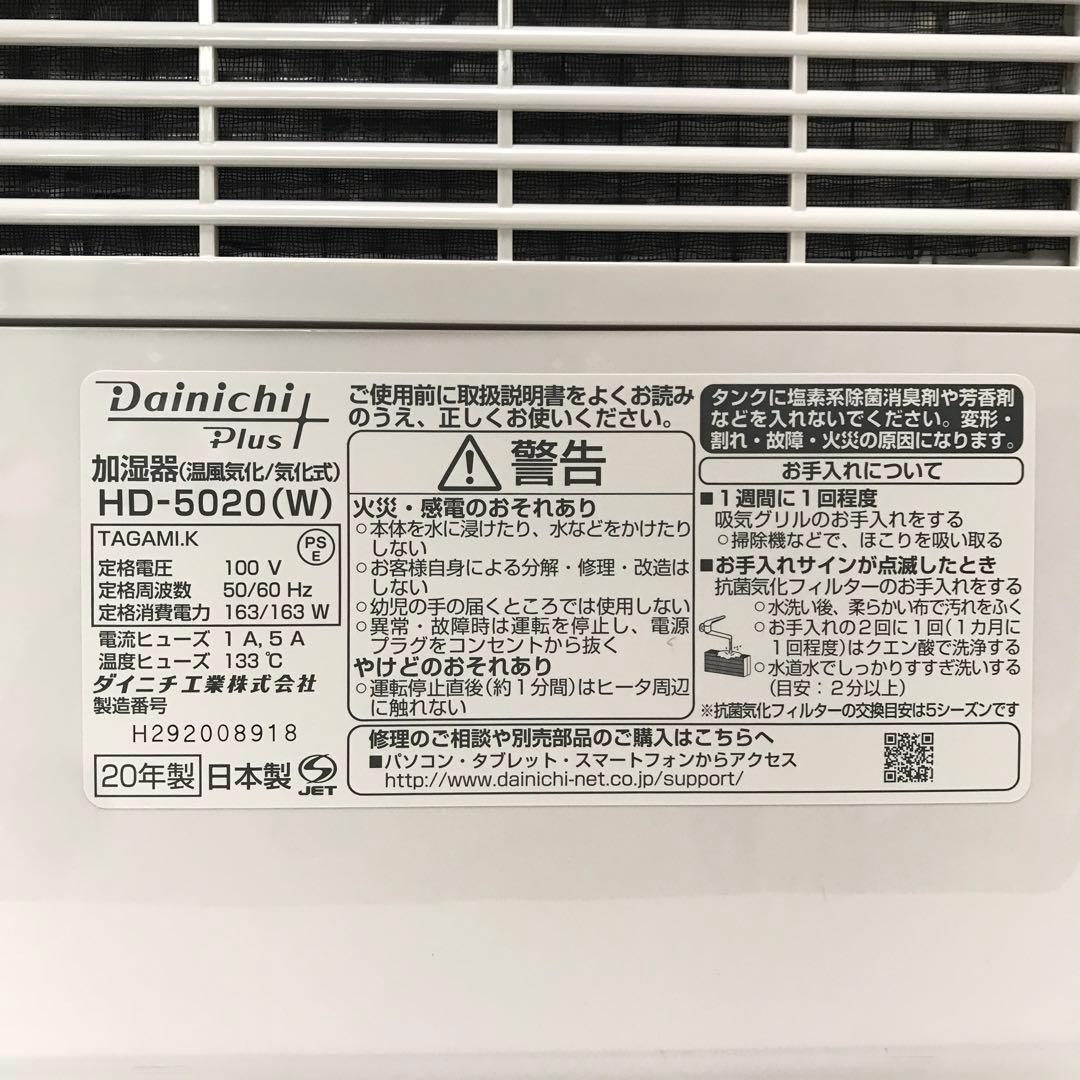 Dainichi
Plus
加湿器(温風気化/気化式)
HD-5020(W)
TAGAMI.K
PS
E
定格電圧 100 V
定格周波数 50/60 Hz
定格消費電力 163/163 W
電流ヒューズ 1 A, 5 A
温度ヒューズ 133 ℃
ダイニチ工業株式会社
製造番号
H292008918
20年製 日本製
JET
ご使用前に取扱説明書をよくお読み
のうえ、正しくお使いください。
警告
火災・感電のおそれあり
○本体を水に浸けたり、水などをかけたり
しない
○お客様自身による分解・修理・改造は
しない
○幼児の手の届くところでは使用しない
○異常・故障時は運転を停止し、電源
プラグをコンセントから抜く
やけどのおそれあり
○運転停止直後(約1分間)はヒータ周辺
に触れない
タンクに塩素系除菌消臭剤や芳香剤
などを入れないでください。変形・
割れ・故障・火災の原因になります。
お手入れについて
■1週間に1回程度
吸気グリルのお手入れをする
○掃除機などで、ほこりを吸い取る
■お手入れサインが点滅したとき
抗菌気化フィルターのお手入れをする
○水洗い後、柔らかい布で汚れをふく
○お手入れの2回に1回(1カ月に
1回程度)はクエン酸で洗浄する
○水道水でしっかりすすぎ洗いする
(目安：2分以上)
※抗菌気化フィルターの交換目安は5シーズンです
修理のご相談や別売部品のご購入はこちらへ
■パソコン・タブレット・スマートフォンからアクセス
http://www.dainichi-net.co.jp/support/